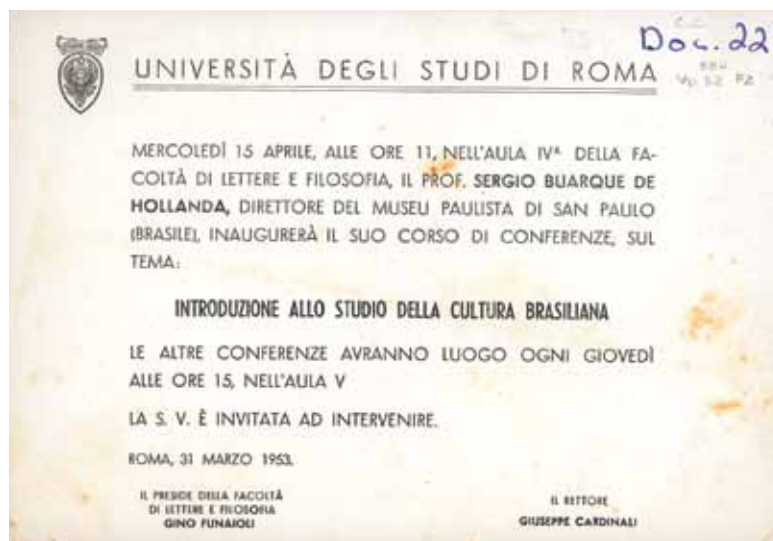 Doc. 22
UNIVERSITÀ DEGLI STUDI DI ROMA
MERCOLEDÌ 15 APRILE, ALLE ORE 11, NELL'AULA IVᴬ DELLA FA-
COLTÀ DI LETTERE E FILOSOFIA, IL PROF. SERGIO BUARQUE DE
HOLLANDA, DIRETTORE DEL MUSEU PAULISTA DI SAN PAULO
(BRASILE), INAUGURERÀ IL SUO CORSO DI CONFERENZE, SUL
TEMA:
INTRODUZIONE ALLO STUDIO DELLA CULTURA BRASILIANA
LE ALTRE CONFERENZE AVRANNO LUOGO OGNI GIOVEDÌ
ALLE ORE 15, NELL'AULA V
LA S. V. È INVITATA AD INTERVENIRE.
ROMA, 31 MARZO 1953.
IL PRESIDE DELLA FACOLTÀ
DI LETTERE E FILOSOFIA
GINO FUNAIOLI
IL RETTORE
GIUSEPPE CARDINALI